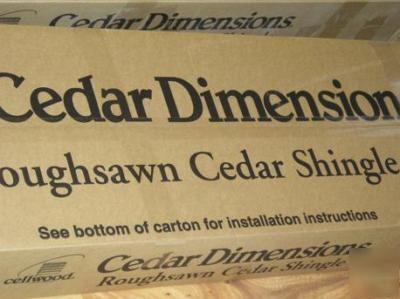 Cedar Dimensions
Cedar Dimension
oughsawn Cedar Shingle
See bottom of carton for installation instructions
Cedar Dimensions
cellwood. Roughsawn Cedar Shingle